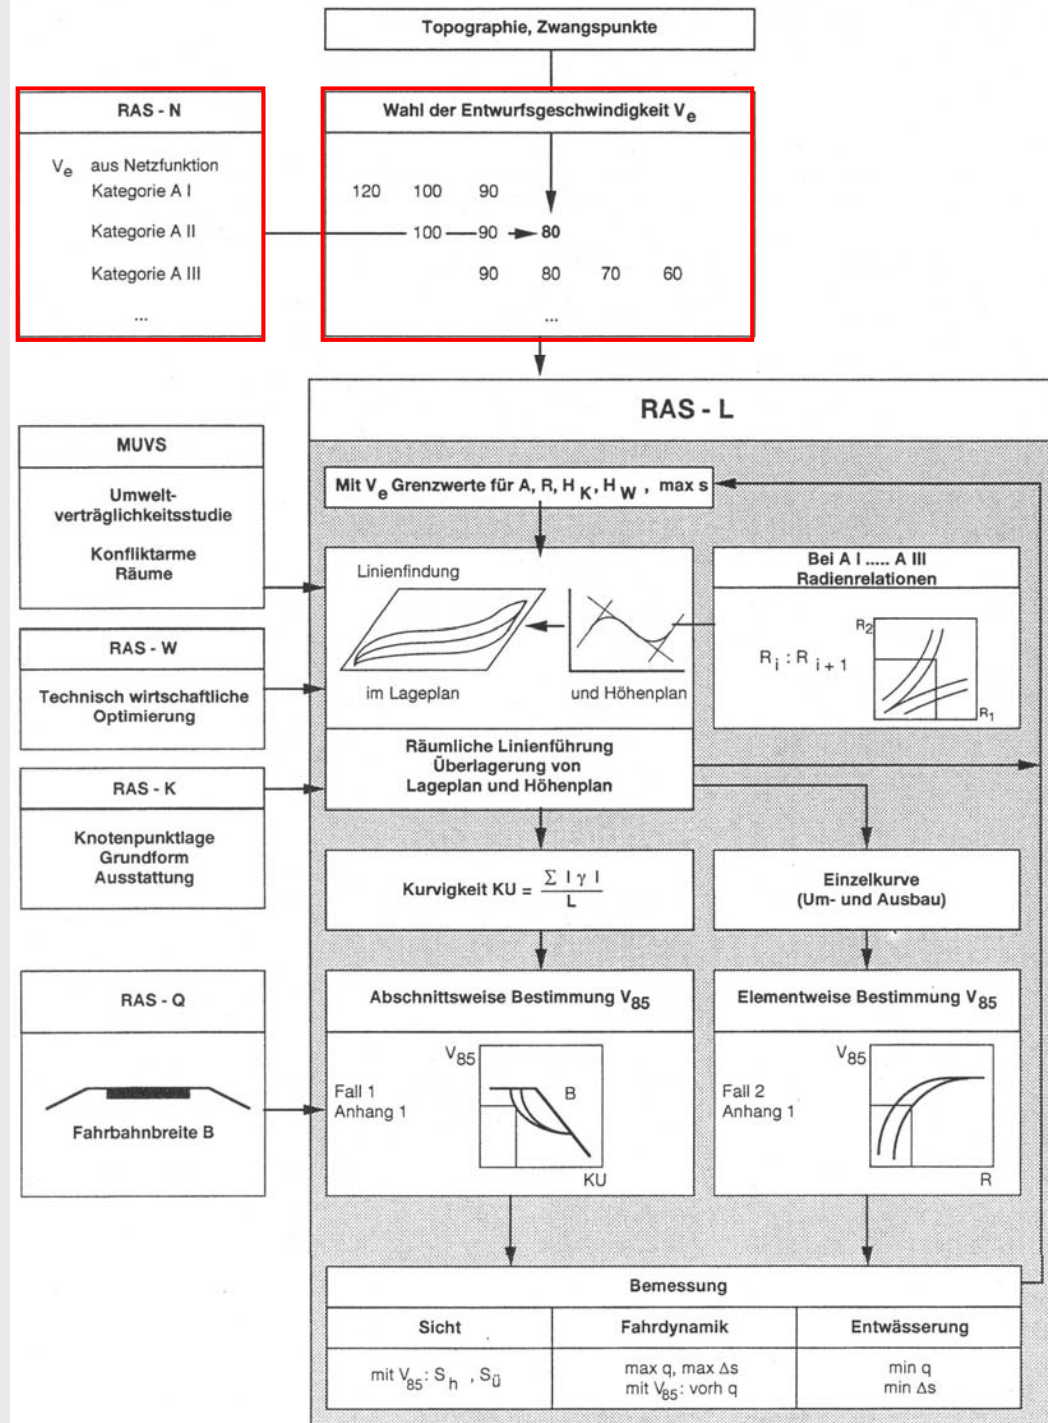 Topographie, Zwangspunkte
RAS - N
Ve aus Netzfunktion
Kategorie A I
Kategorie A II
Kategorie A III
...
Wahl der Entwurfsgeschwindigkeit Ve
120 100 90
100 90 80
90 80 70 60
...
RAS - L
MUVS
Umwelt-
verträglichkeitsstudie
Konfliktarme
Räume
RAS - W
Technisch wirtschaftliche
Optimierung
RAS - K
Knotenpunktlage
Grundform
Ausstattung
RAS - Q
Fahrbahnbreite B
Mit Ve Grenzwerte für A, R, HK, HW , max s
Linienfindung
im Lageplan
und Höhenplan
Bei A I ..... A III
Radienrelationen
Ri : Ri + 1
R2
R1
Räumliche Linienführung
Überlagerung von
Lageplan und Höhenplan
Kurvigkeit KU = Σ I γ I / L
Einzelkurve
(Um- und Ausbau)
Abschnittsweise Bestimmung V85
V85
Fall 1
Anhang 1
B
KU
Elementweise Bestimmung V85
V85
Fall 2
Anhang 1
R
Bemessung
Sicht
Fahrdynamik
Entwässerung
mit V85 : Sh , Sü
max q, max Δs
mit V85 : vorh q
min q
min Δs